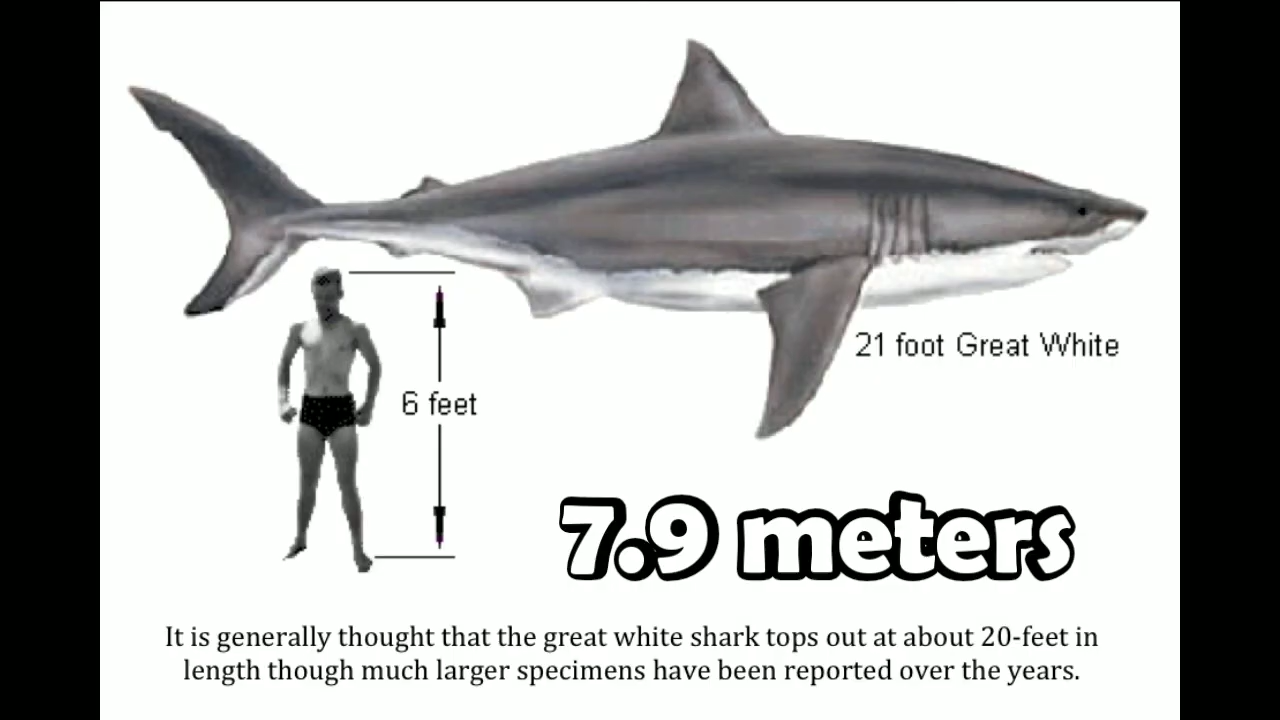 21 foot Great White
6 feet
7.9 meters
It is generally thought that the great white shark tops out at about 20-feet in
length though much larger specimens have been reported over the years.